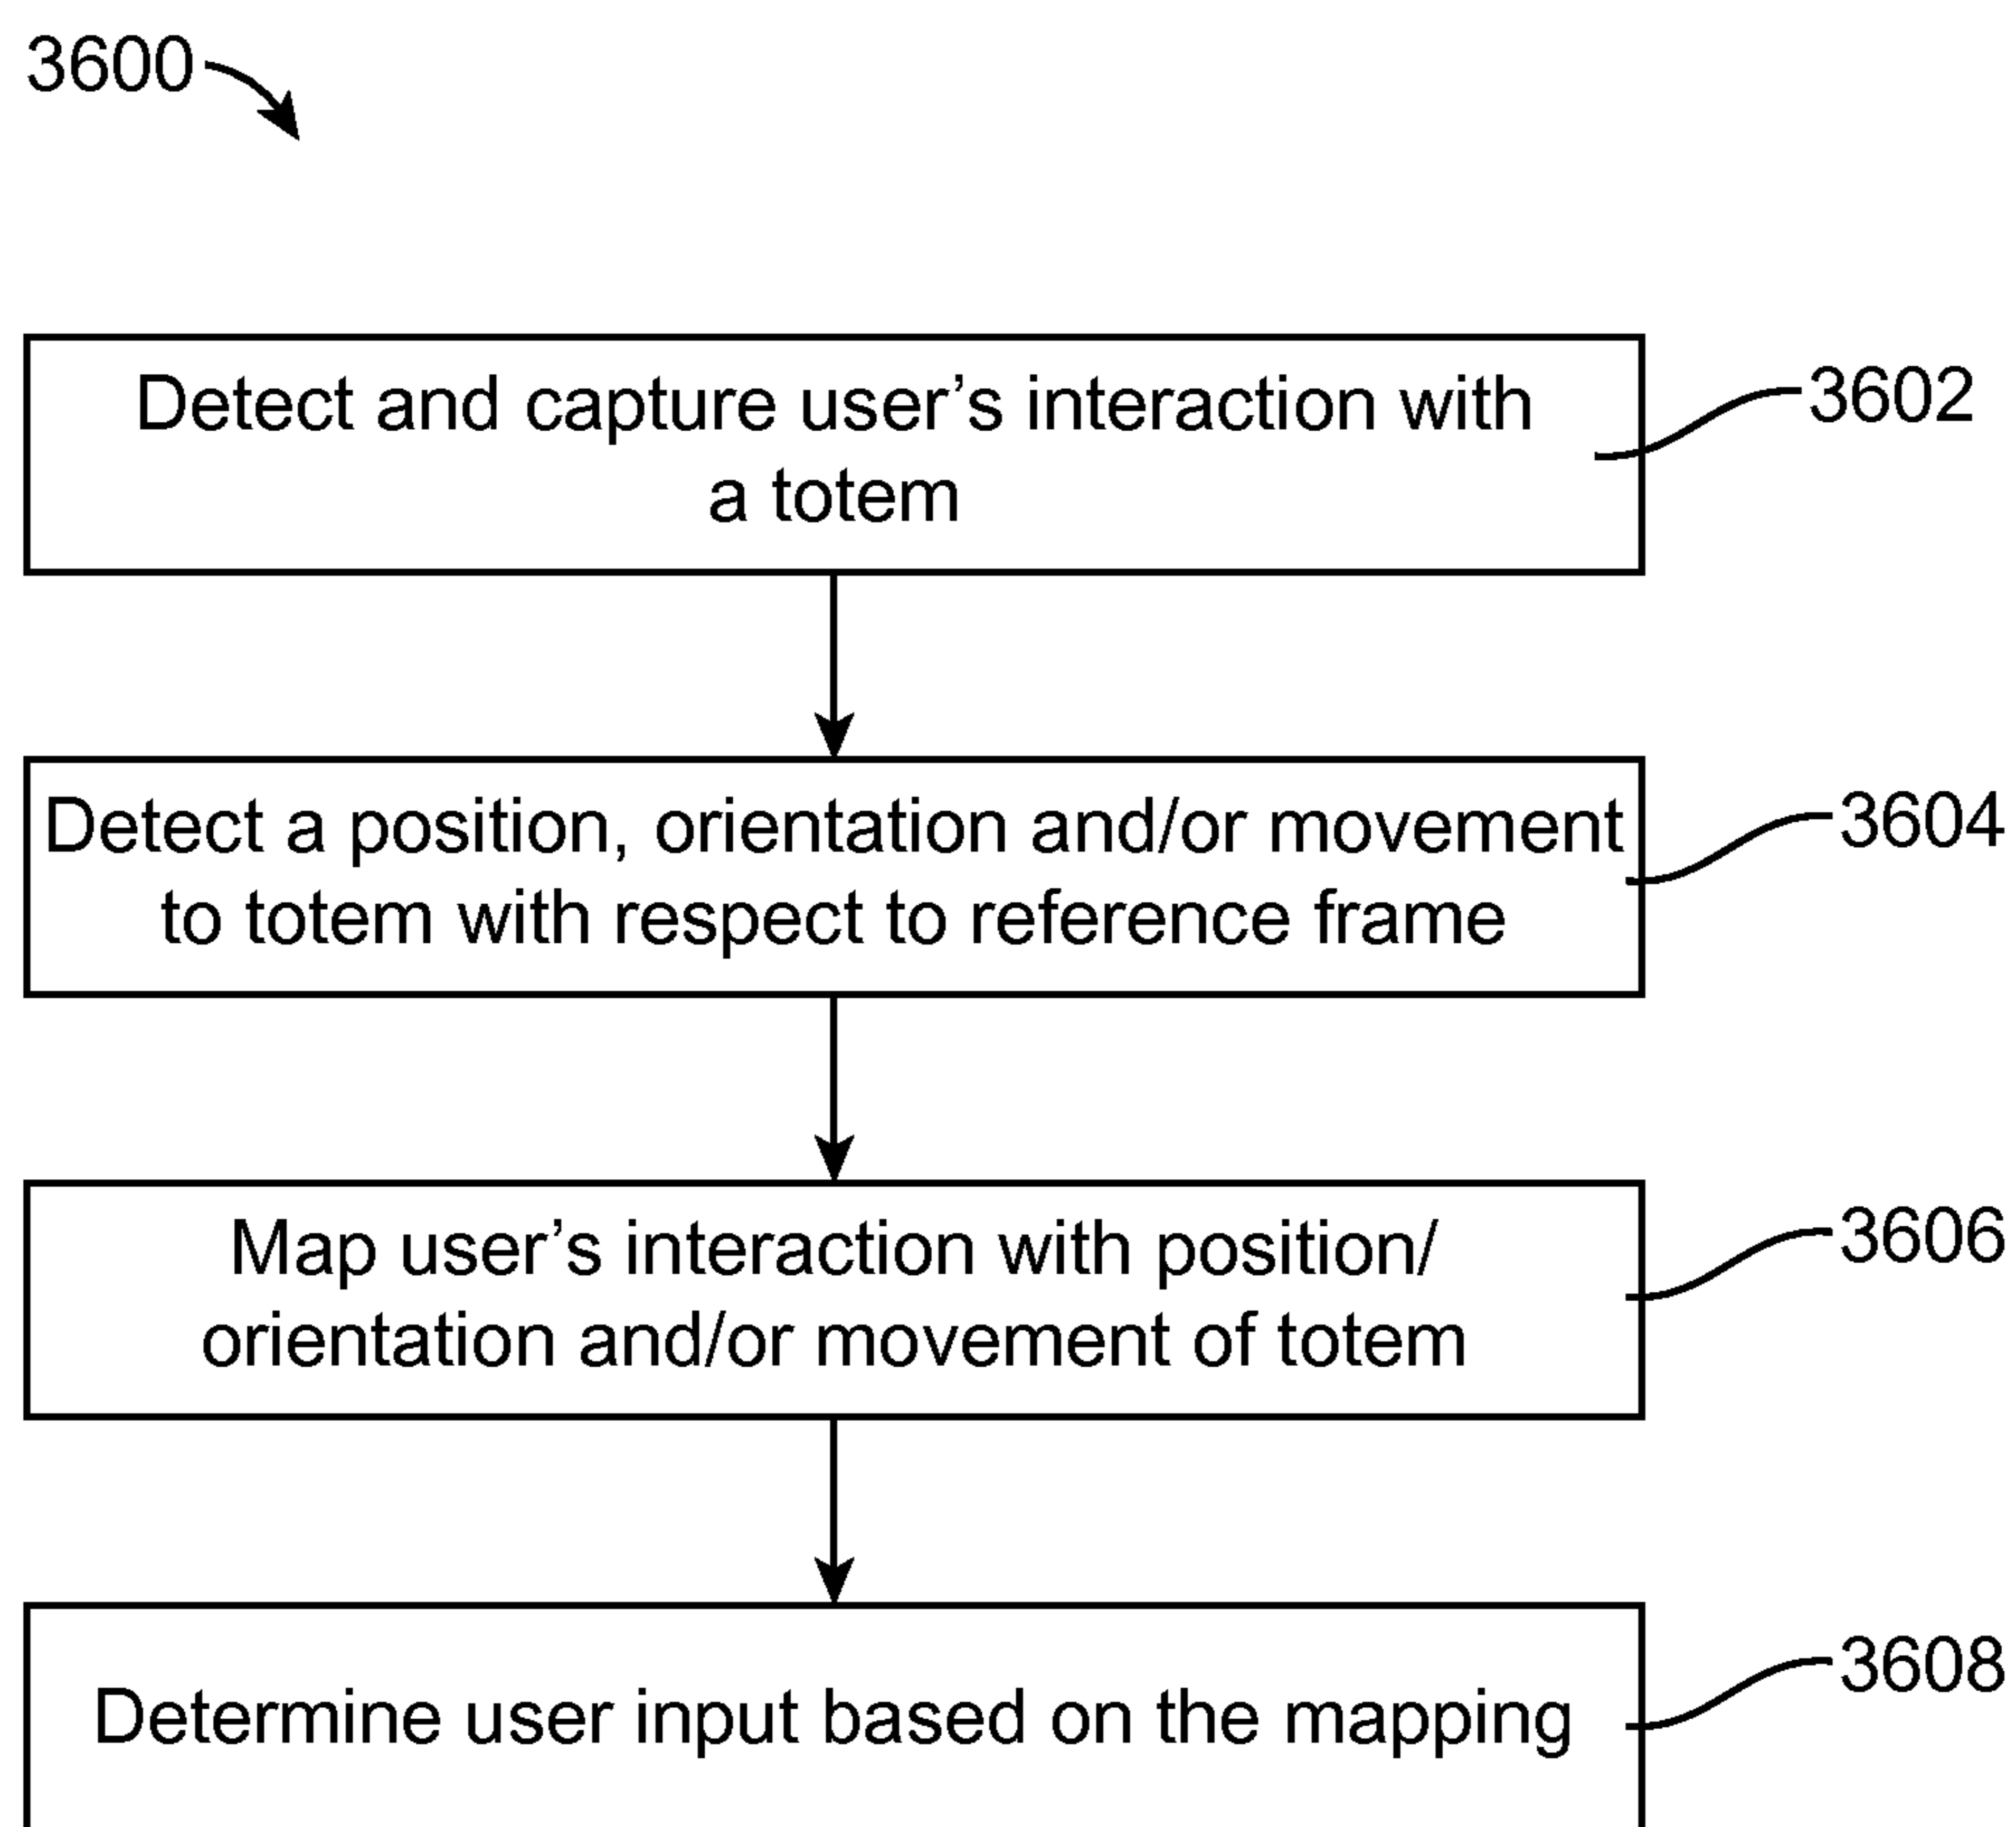 3600
Detect and capture user’s interaction with
a totem
3602
Detect a position, orientation and/or movement
to totem with respect to reference frame
3604
Map user’s interaction with position/
orientation and/or movement of totem
3606
Determine user input based on the mapping
3608